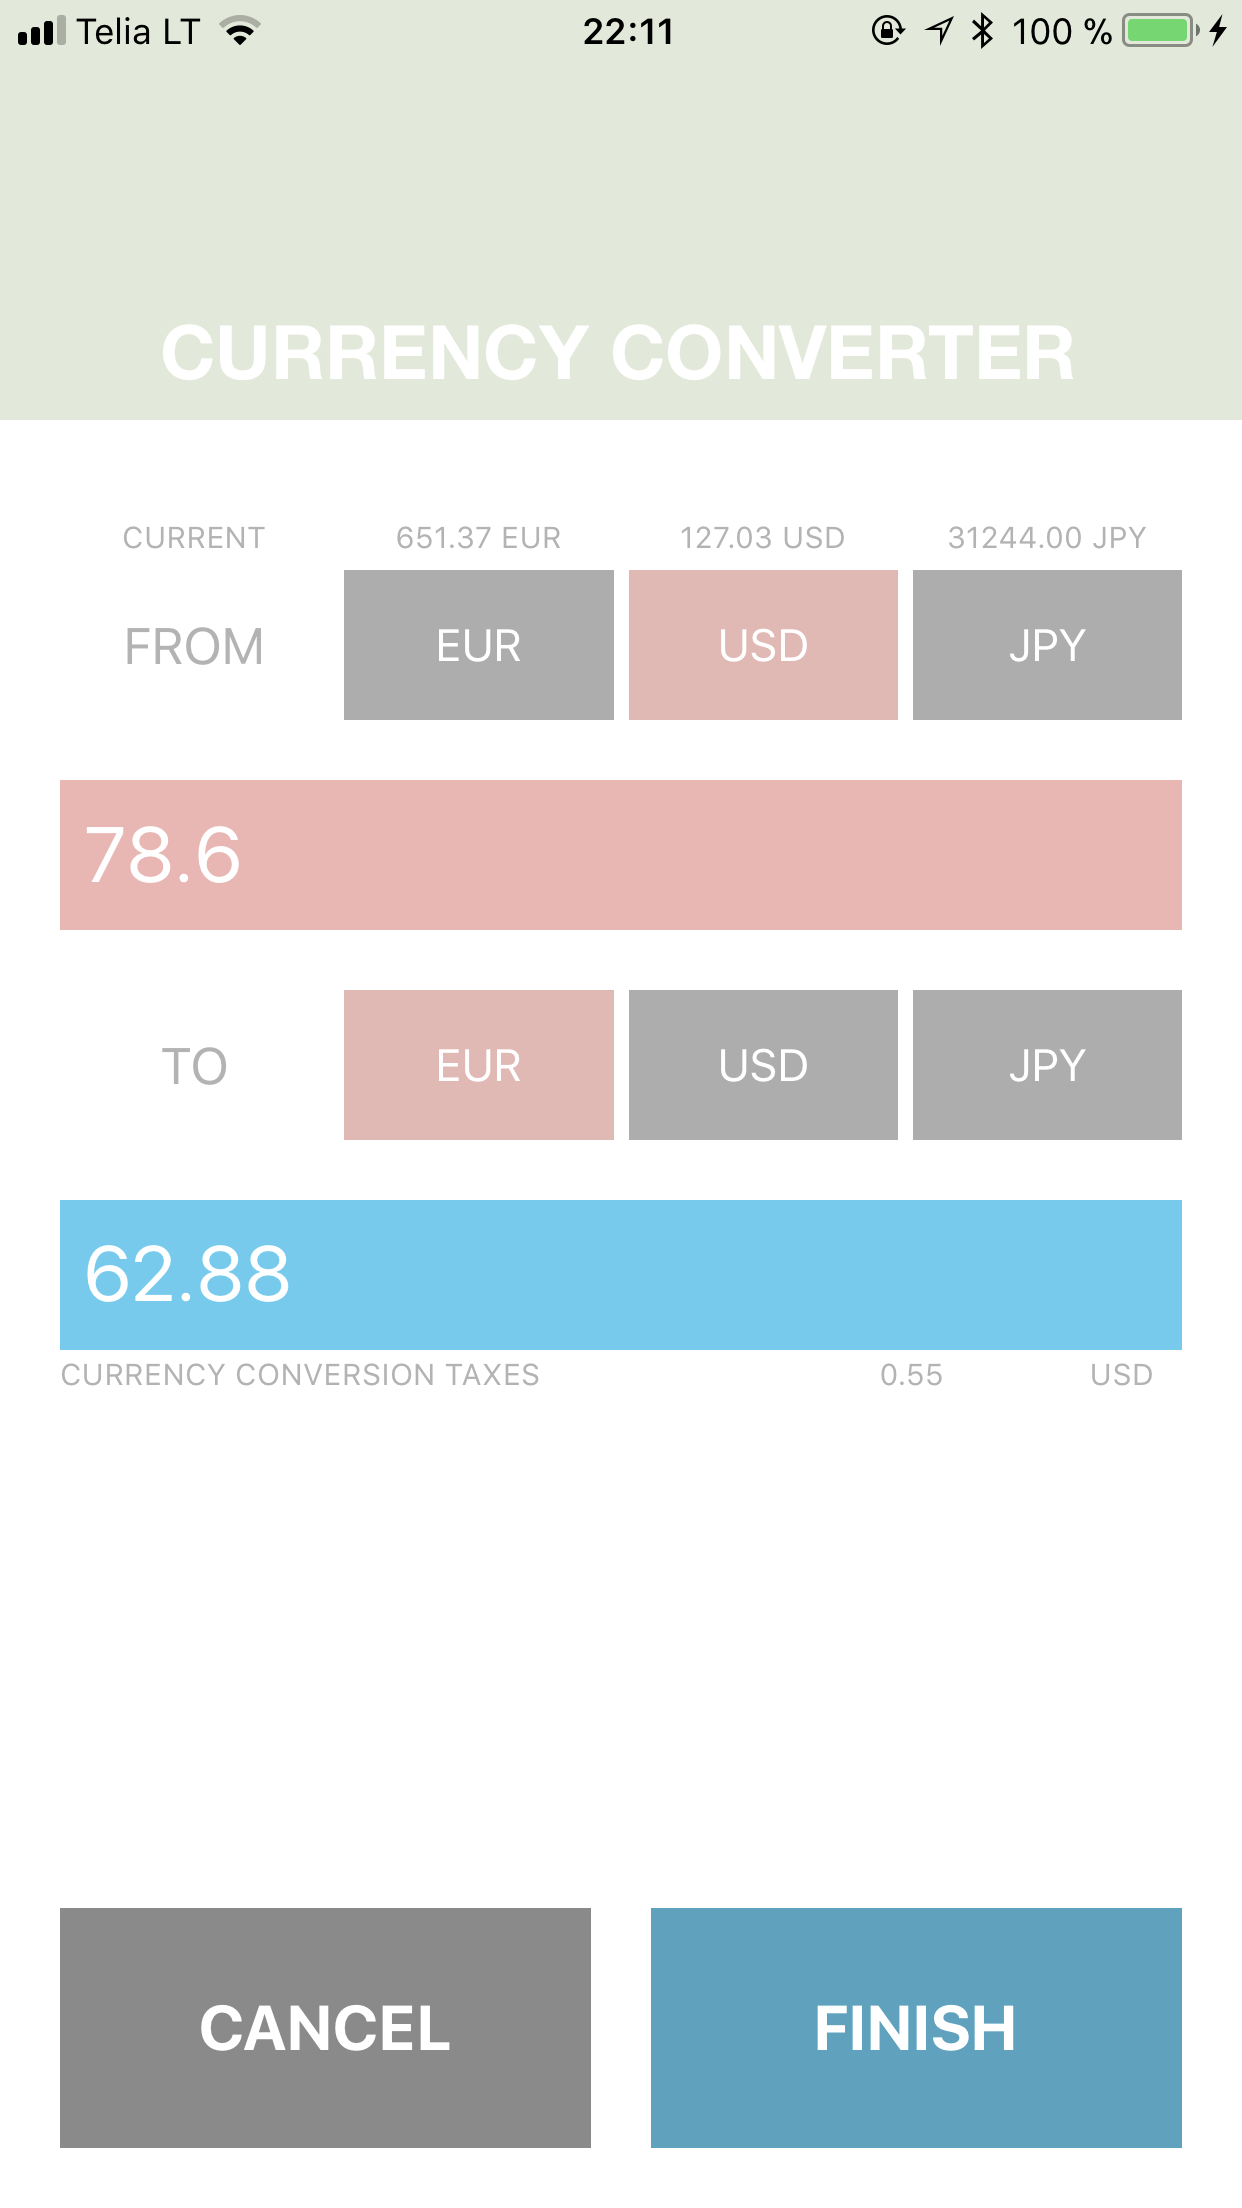 Telia LT 22:11 100 %
CURRENCY CONVERTER
CURRENT 651.37 EUR 127.03 USD 31244.00 JPY
FROM EUR USD JPY
78.6
TO EUR USD JPY
62.88
CURRENCY CONVERSION TAXES 0.55 USD
CANCEL FINISH